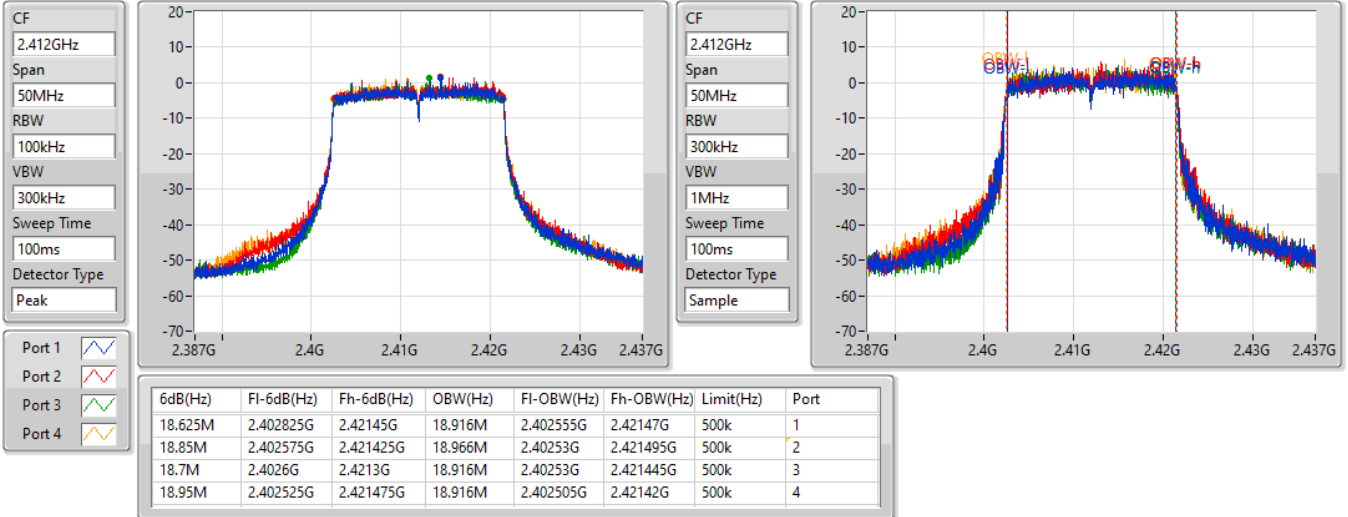 CF
2.412GHz
Span
50MHz
RBW
100kHz
VBW
300kHz
Sweep Time
100ms
Detector Type
Peak
20
10
0
-10
-20
-30
-40
-50
-60
-70
2.387G 2.4G 2.41G 2.42G 2.43G 2.437G
CF
2.412GHz
Span
50MHz
RBW
300kHz
VBW
1MHz
Sweep Time
100ms
Detector Type
Sample
20
10
0
-10
-20
-30
-40
-50
-60
-70
OBW-l OBW-h
2.387G 2.4G 2.41G 2.42G 2.43G 2.437G
Port 1
Port 2
Port 3
Port 4
6dB(Hz) Fl-6dB(Hz) Fh-6dB(Hz) OBW(Hz) Fl-OBW(Hz) Fh-OBW(Hz) Limit(Hz) Port
18.625M 2.402825G 2.42145G 18.916M 2.402555G 2.42147G 500k 1
18.85M 2.402575G 2.421425G 18.966M 2.40253G 2.421495G 500k 2
18.7M 2.4026G 2.4213G 18.916M 2.40253G 2.421445G 500k 3
18.95M 2.402525G 2.421475G 18.916M 2.402505G 2.42142G 500k 4